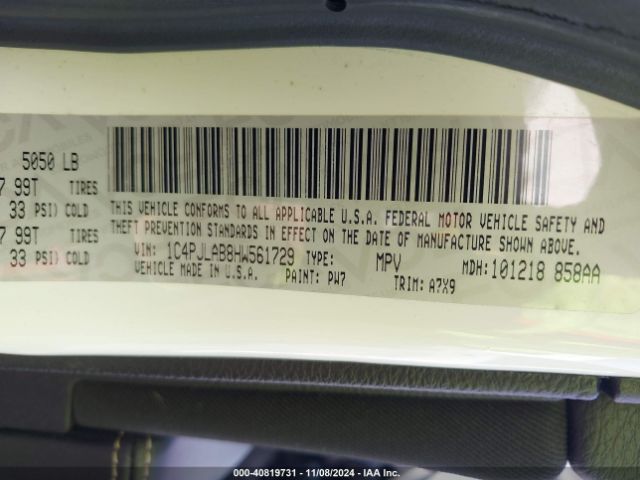 5050 LB
7 99T TIRES
33 PSI) COLD
7 99T TIRES
33 PSI) COLD
THIS VEHICLE CONFORMS TO ALL APPLICABLE U.S.A. FEDERAL MOTOR VEHICLE SAFETY AND
THEFT PREVENTION STANDARDS IN EFFECT ON THE DATE OF MANUFACTURE SHOWN ABOVE.
VIN: 1C4PJLAB8HW561729 TYPE: MPV MDH: 101218 858AA
VEHICLE MADE IN U.S.A. PAINT: PW7 TRIM: A7X9
000-40819731 - 11/08/2024 - IAA Inc.